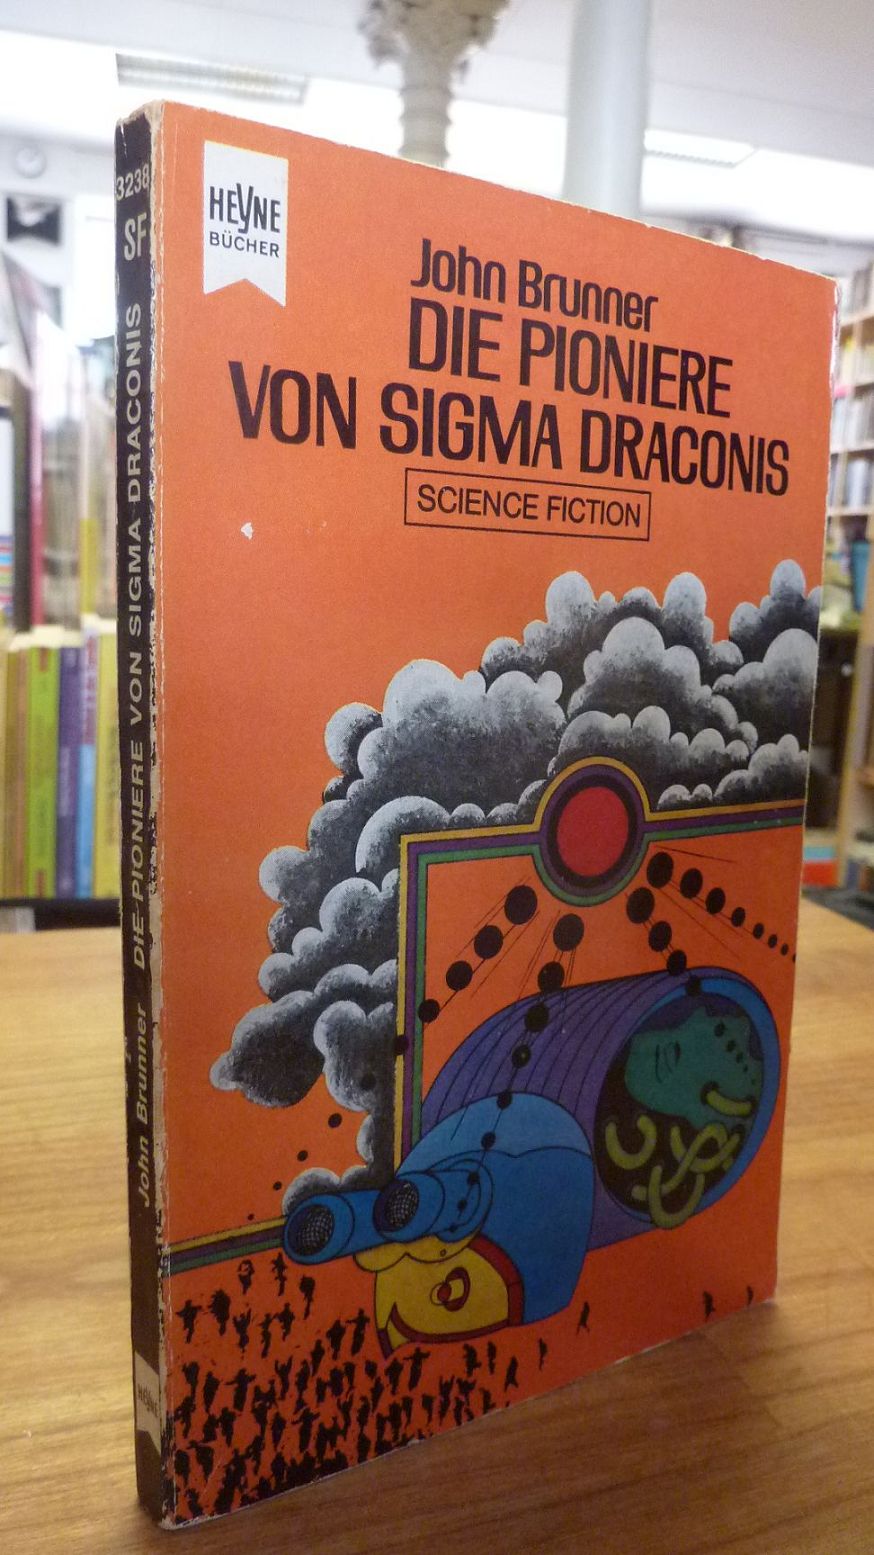 HEYNE
BÜCHER
John Brunner
DIE PIONIERE
VON SIGMA DRACONIS
SCIENCE FICTION
3238
SF
John Brunner DIE PIONIERE VON SIGMA DRACONIS
HEYNE